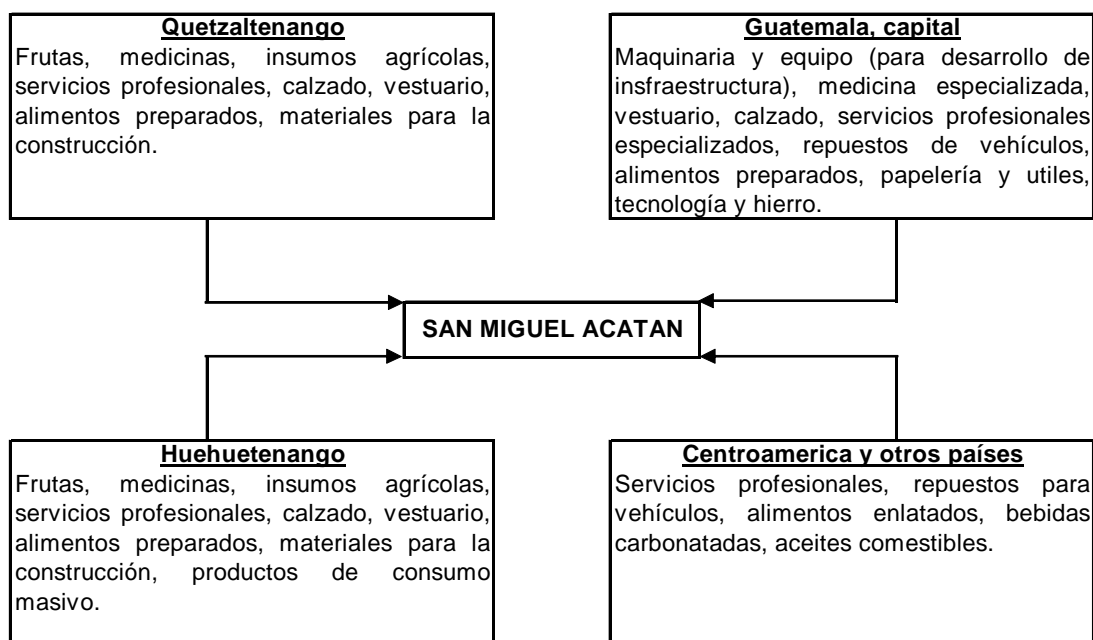 Quetzaltenango
Frutas, medicinas, insumos agrícolas,
servicios profesionales, calzado, vestuario,
alimentos preparados, materiales para la
construcción.
Guatemala, capital
Maquinaria y equipo (para desarrollo de
insfraestructura), medicina especializada,
vestuario, calzado, servicios profesionales
especializados, repuestos de vehículos,
alimentos preparados, papelería y utiles,
tecnología y hierro.
SAN MIGUEL ACATAN
Huehuetenango
Frutas, medicinas, insumos agrícolas,
servicios profesionales, calzado, vestuario,
alimentos preparados, materiales para la
construcción, productos de consumo
masivo.
Centroamerica y otros países
Servicios profesionales, repuestos para
vehículos, alimentos enlatados, bebidas
carbonatadas, aceites comestibles.